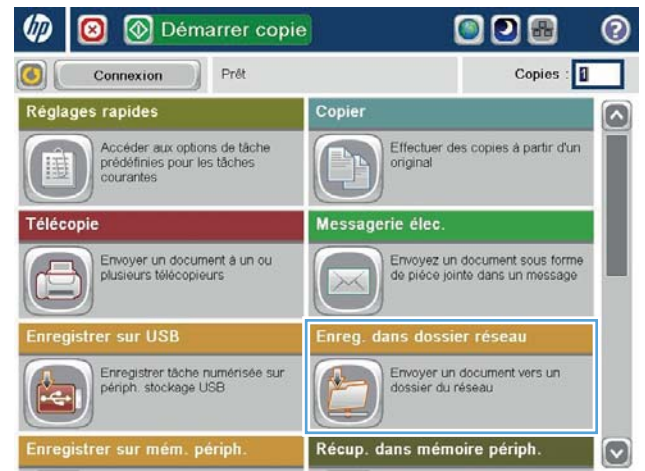 hp
Démarrer copie
?
Connexion
Prêt
Copies : 1
Réglages rapides
Accéder aux options de tâche
prédéfinies pour les tâches
courantes
Copier
Effectuer des copies à partir d'un
original
Télécopie
Envoyer un document à un ou
plusieurs télécopieurs
Messagerie élec.
Envoyez un document sous forme
de pièce jointe dans un message
Enregistrer sur USB
Enregistrer tâche numérisée sur
périph. stockage USB
Enreg. dans dossier réseau
Envoyer un document vers un
dossier du réseau
Enregistrer sur mém. périph.
Récup. dans mémoire périph.